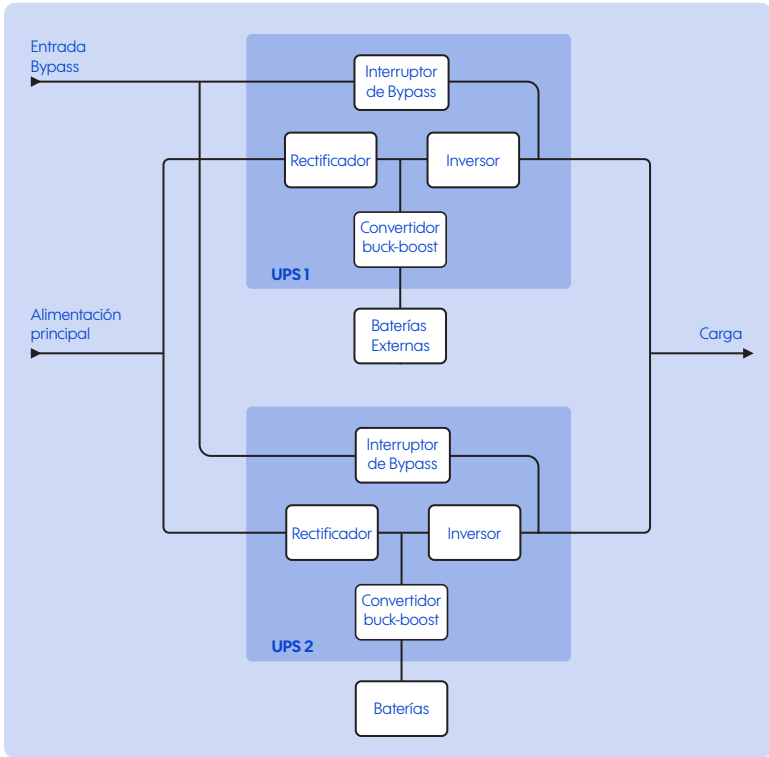 Entrada
Bypass
Interruptor
de Bypass
Rectificador
Inversor
Convertidor
buck-boost
UPS 1
Alimentación
principal
Baterías
Externas
Carga
Interruptor
de Bypass
Rectificador
Inversor
Convertidor
buck-boost
UPS 2
Baterías